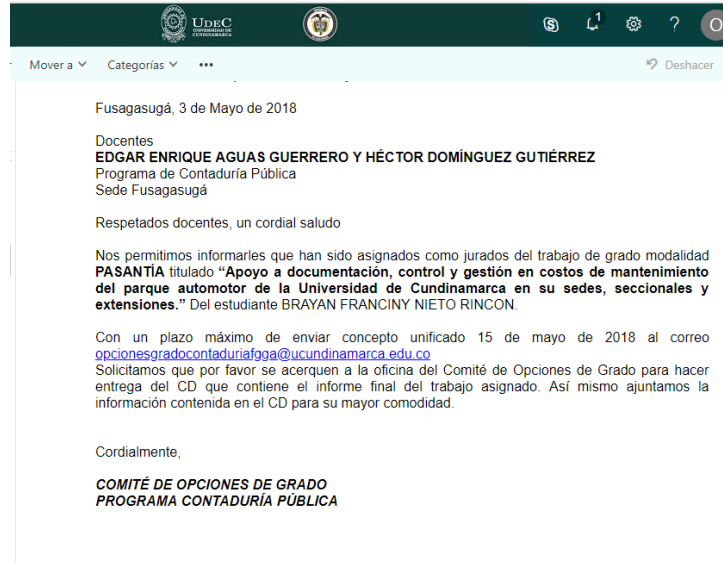 UDEC
UNIVERSIDAD DE
CUNDINAMARCA
1
?
O
Mover a
Categorías
Deshacer
Fusagasugá, 3 de Mayo de 2018
Docentes
EDGAR ENRIQUE AGUAS GUERRERO Y HÉCTOR DOMÍNGUEZ GUTIÉRREZ
Programa de Contaduría Pública
Sede Fusagasugá
Respetados docentes, un cordial saludo
Nos permitimos informarles que han sido asignados como jurados del trabajo de grado modalidad
PASANTÍA titulado “Apoyo a documentación, control y gestión en costos de mantenimiento
del parque automotor de la Universidad de Cundinamarca en su sedes, seccionales y
extensiones.” Del estudiante BRAYAN FRANCINY NIETO RINCON.
Con un plazo máximo de enviar concepto unificado 15 de mayo de 2018 al correo
opcionesgradocontaduriafgga@ucundinamarca.edu.co
Solicitamos que por favor se acerquen a la oficina del Comité de Opciones de Grado para hacer
entrega del CD que contiene el informe final del trabajo asignado. Así mismo ajuntamos la
información contenida en el CD para su mayor comodidad.
Cordialmente,
COMITÉ DE OPCIONES DE GRADO
PROGRAMA CONTADURÍA PÚBLICA